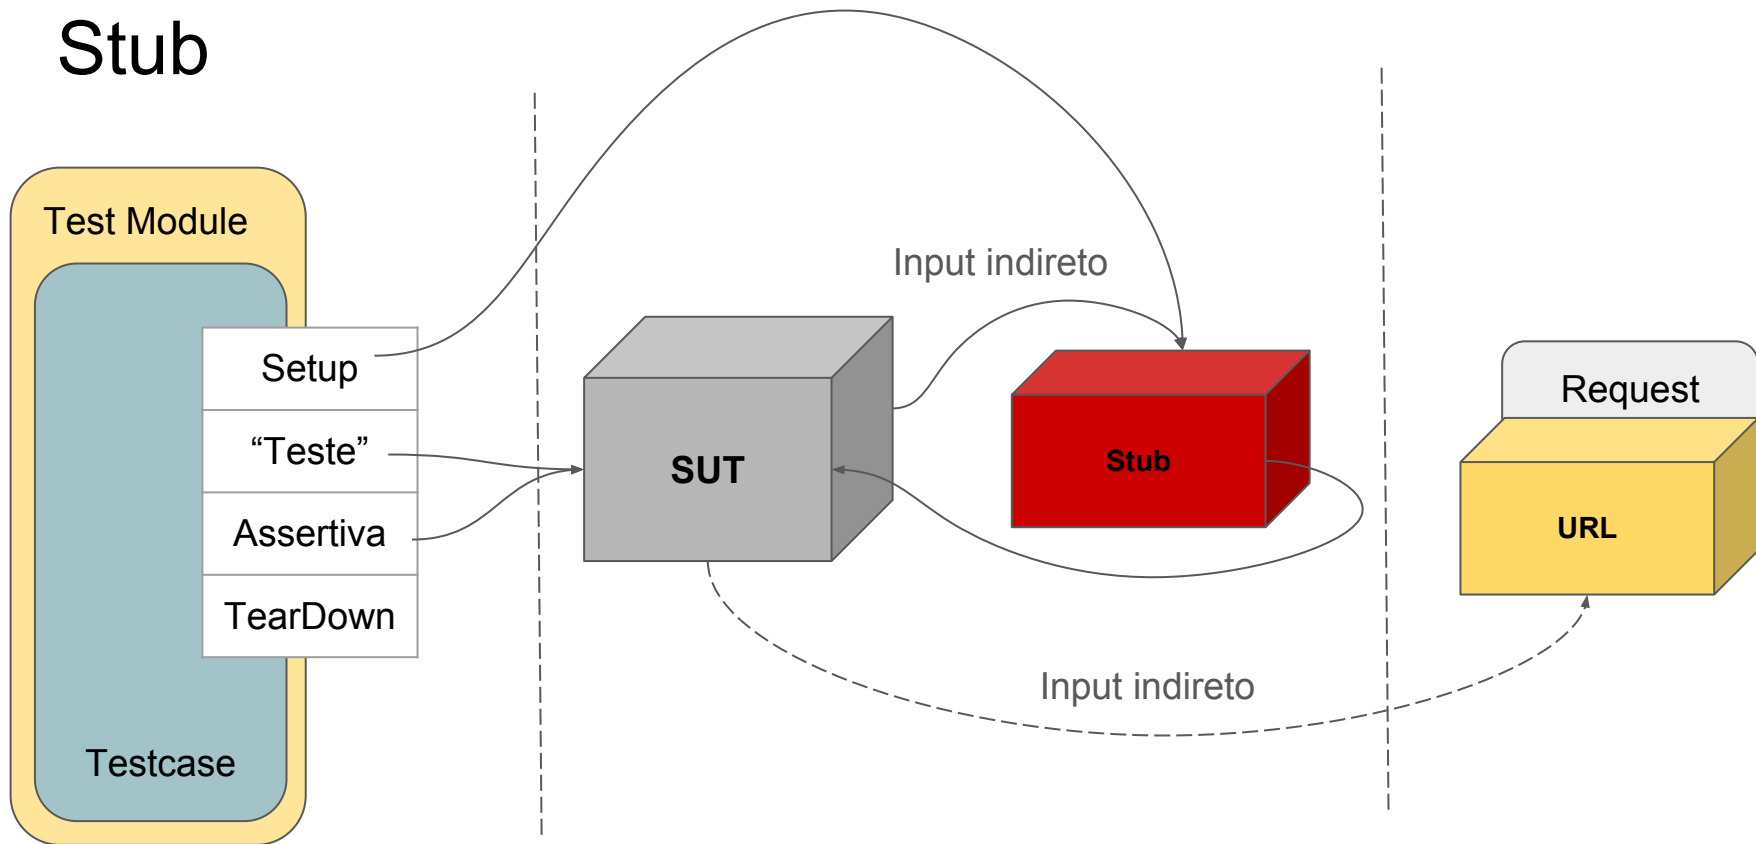 Stub
Test Module
Input indireto
Setup
Request
“Teste”
SUT
Stub
Assertiva
URL
TearDown
Input indireto
Testcase